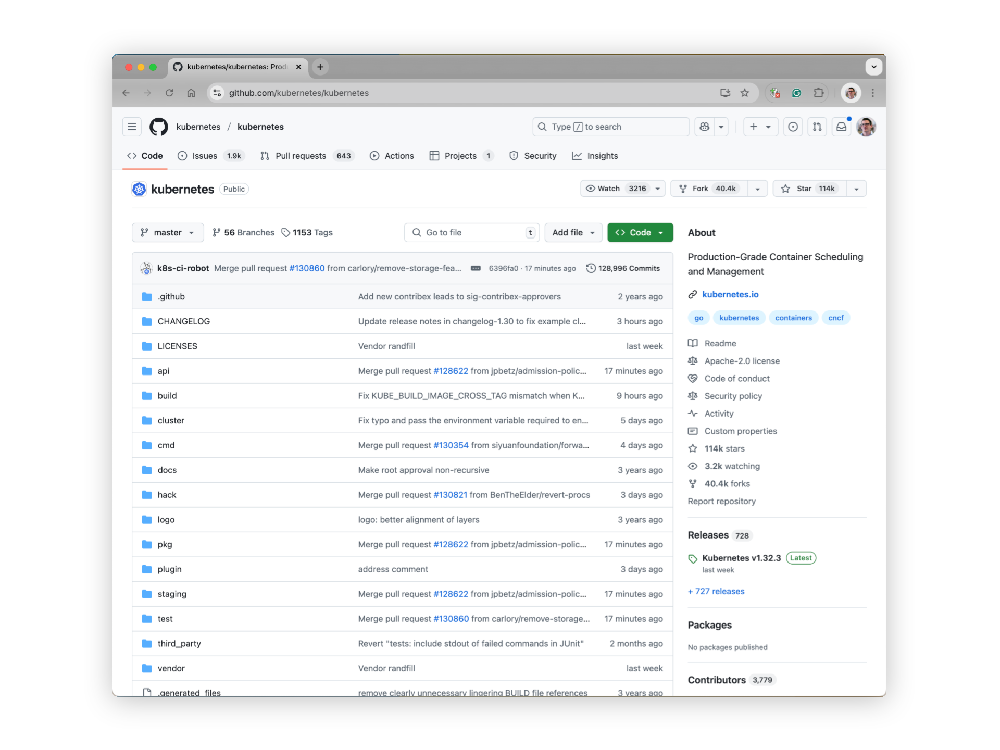 kubernetes/kubernetes: Prod
github.com/kubernetes/kubernetes
kubernetes / kubernetes
Type / to search
Code
Issues 1.9k
Pull requests 643
Actions
Projects 1
Security
Insights
kubernetes Public
Watch 3216
Fork 40.4k
Star 114k
master
56 Branches
1153 Tags
Go to file t
Add file
Code
k8s-ci-robot Merge pull request #130860 from carlory/remove-storage-fea... 6396fa0 · 17 minutes ago 128,996 Commits
.github Add new contribex leads to sig-contribex-approvers 2 years ago
CHANGELOG Update release notes in changelog-1.30 to fix example cl... 3 hours ago
LICENSES Vendor randfill last week
api Merge pull request #128622 from jpbetz/admission-polic... 17 minutes ago
build Fix KUBE_BUILD_IMAGE_CROSS_TAG mismatch when K... 9 hours ago
cluster Fix typo and pass the environment variable required to en... 5 days ago
cmd Merge pull request #130354 from siyuanfoundation/forwa... 4 days ago
docs Make root approval non-recursive 3 years ago
hack Merge pull request #130821 from BenTheElder/revert-procs 3 days ago
logo logo: better alignment of layers 3 years ago
pkg Merge pull request #128622 from jpbetz/admission-polic... 17 minutes ago
plugin address comment 3 days ago
staging Merge pull request #128622 from jpbetz/admission-polic... 17 minutes ago
test Merge pull request #130860 from carlory/remove-storage... 17 minutes ago
third_party Revert "tests: include stdout of failed commands in JUnit" 2 months ago
vendor Vendor randfill last week
.generated_files remove clearly unnecessary lingering BUILD file references 3 years ago
About
Production-Grade Container Scheduling
and Management
kubernetes.io
go kubernetes containers cncf
Readme
Apache-2.0 license
Code of conduct
Security policy
Activity
Custom properties
114k stars
3.2k watching
40.4k forks
Report repository
Releases 728
Kubernetes v1.32.3 Latest
last week
+ 727 releases
Packages
No packages published
Contributors 3,779